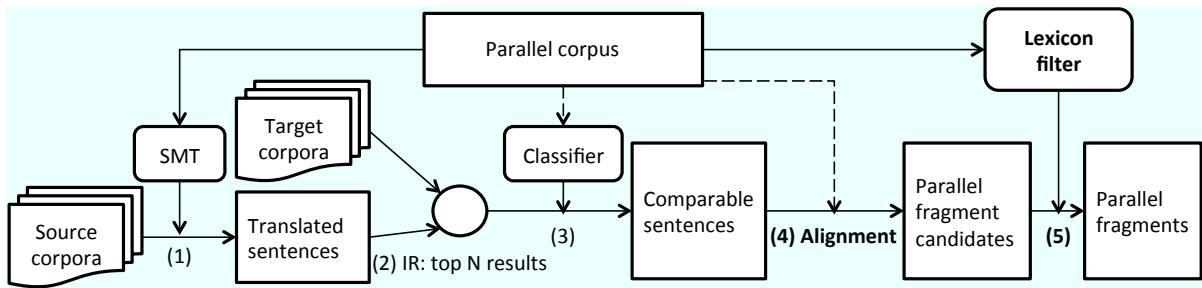 Parallel corpus
Lexicon
filter
SMT
Target
corpora
Classifier
Source
corpora
(1)
Translated
sentences
(2) IR: top N results
(3)
Comparable
sentences
(4) Alignment
Parallel
fragment
candidates
(5)
Parallel
fragments